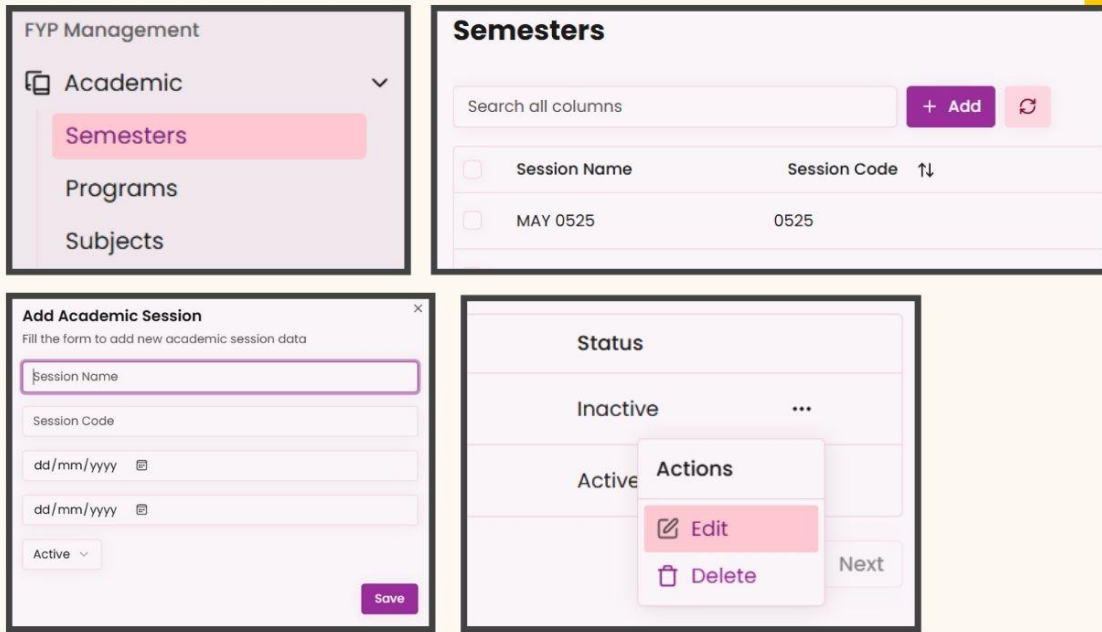 FYP Management
Academic
Semesters
Programs
Subjects
Semesters
Search all columns
+ Add
Session Name Session Code
MAY 0525 0525
Add Academic Session
Fill the form to add new academic session data
Session Name
Session Code
dd/mm/yyyy
dd/mm/yyyy
Active
Save
Status
Inactive ...
Active
Actions
Edit
Delete
Next